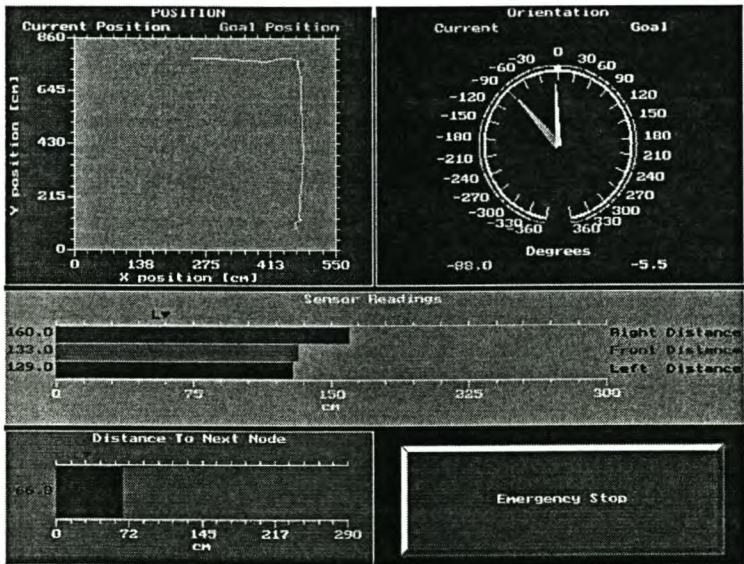 POSITION
Current Position Goal Position
860
645
430
215
0
Y position [cm]
0 138 275 413 550
X position [cm]
Orientation
Current Goal
0
-30 30
-60 60
-90 90
-120 120
-150 150
-180 180
-210 210
-240 240
-270 270
-300 300
-330 330
-360 360
Degrees
-88.0 -5.5
Sensor Readings
L▼
160.0 Right Distance
133.0 Front Distance
129.0 Left Distance
0 75 150 225 300
CM
Distance To Next Node
66.8
0 72 145 217 290
CM
Emergency Stop